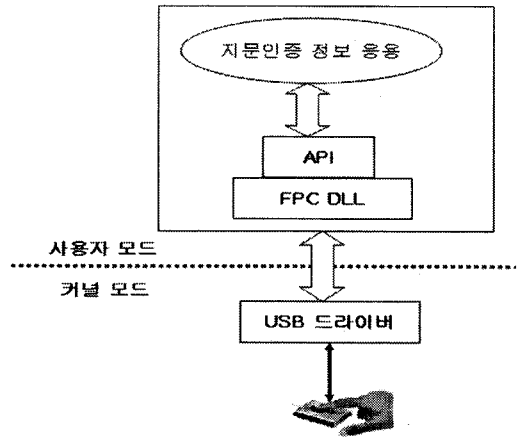 지문인증 정보 응용
API
FPC DLL
사용자 모드
커널 모드
USB 드라이버